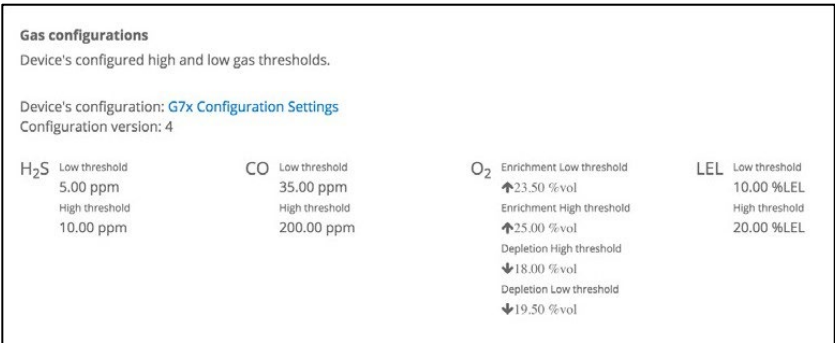 Gas configurations
Device's configured high and low gas thresholds.
Device's configuration: G7x Configuration Settings
Configuration version: 4
H₂S Low threshold
5.00 ppm
High threshold
10.00 ppm
CO Low threshold
35.00 ppm
High threshold
200.00 ppm
O₂ Enrichment Low threshold
↑23.50 %vol
Enrichment High threshold
↑25.00 %vol
Depletion High threshold
↓18.00 %vol
Depletion Low threshold
↓19.50 %vol
LEL Low threshold
10.00 %LEL
High threshold
20.00 %LEL